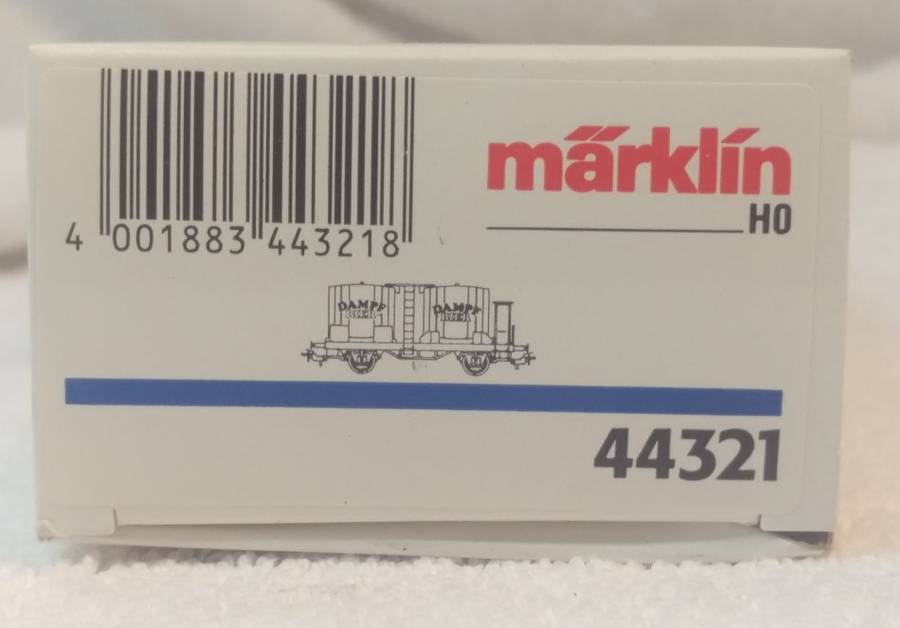 4 001883 443218
märklin
HO
DAMPF
DAMPF
44321